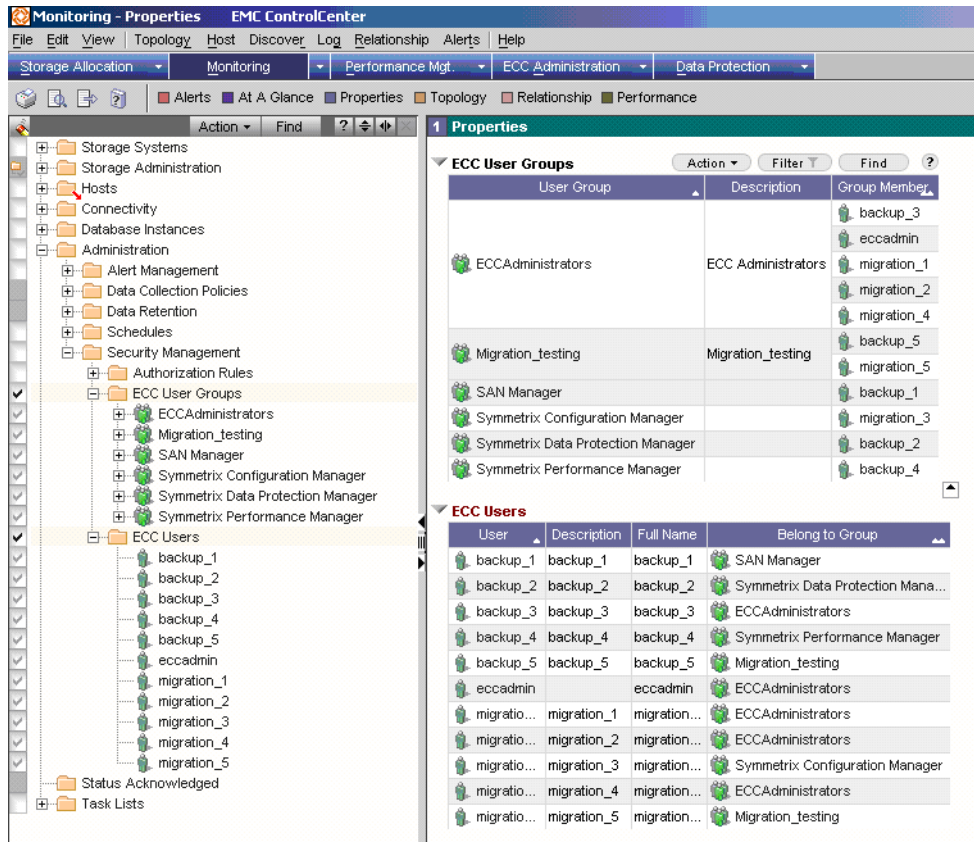 Monitoring - Properties EMC ControlCenter
File Edit View Topology Host Discover Log Relationship Alerts Help
Storage Allocation Monitoring Performance Mgt. ECC Administration Data Protection
Alerts At A Glance Properties Topology Relationship Performance
Action Find ?
Storage Systems
Storage Administration
Hosts
Connectivity
Database Instances
Administration
Alert Management
Data Collection Policies
Data Retention
Schedules
Security Management
Authorization Rules
ECC User Groups
ECCAdministrators
Migration_testing
SAN Manager
Symmetrix Configuration Manager
Symmetrix Data Protection Manager
Symmetrix Performance Manager
ECC Users
backup_1
backup_2
backup_3
backup_4
backup_5
eccadmin
migration_1
migration_2
migration_3
migration_4
migration_5
Status Acknowledged
Task Lists
1 Properties
ECC User Groups Action Filter Find ?
User Group Description Group Member
ECCAdministrators ECC Administrators
backup_3
eccadmin
migration_1
migration_2
migration_4
Migration_testing Migration_testing
backup_5
migration_5
SAN Manager backup_1
Symmetrix Configuration Manager migration_3
Symmetrix Data Protection Manager backup_2
Symmetrix Performance Manager backup_4
ECC Users
User Description Full Name Belong to Group
backup_1 backup_1 backup_1 SAN Manager
backup_2 backup_2 backup_2 Symmetrix Data Protection Mana...
backup_3 backup_3 backup_3 ECCAdministrators
backup_4 backup_4 backup_4 Symmetrix Performance Manager
backup_5 backup_5 backup_5 Migration_testing
eccadmin eccadmin ECCAdministrators
migratio... migration_1 migration... ECCAdministrators
migratio... migration_2 migration... ECCAdministrators
migratio... migration_3 migration... Symmetrix Configuration Manager
migratio... migration_4 migration... ECCAdministrators
migratio... migration_5 migration... Migration_testing